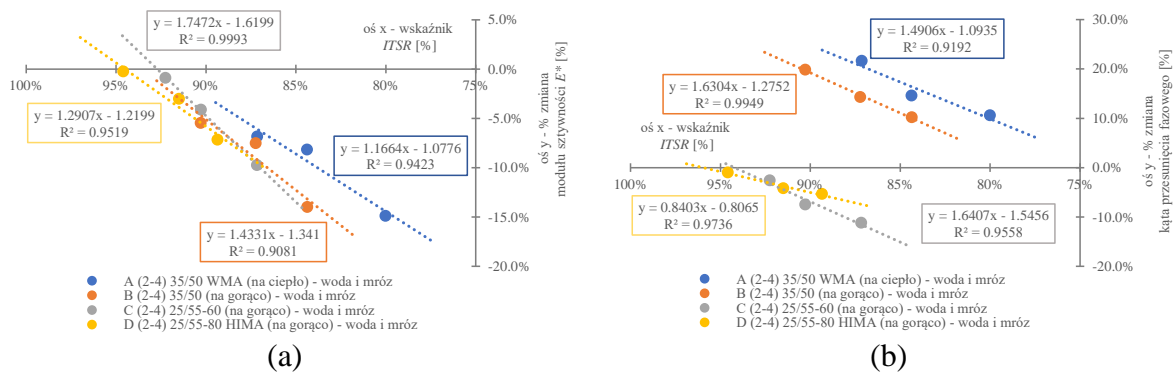 y = 1.7472x - 1.6199
R² = 0.9993
oś x - wskaźnik
ITSR [%]
5.0%
0.0%
-5.0%
-10.0%
-15.0%
-20.0%
100%
95%
90%
85%
80%
75%
oś y - % zmiana
modułu sztywności E* [%]
y = 1.2907x - 1.2199
R² = 0.9519
y = 1.1664x - 1.0776
R² = 0.9423
y = 1.4331x - 1.341
R² = 0.9081
A (2-4) 35/50 WMA (na ciepło) - woda i mróz
B (2-4) 35/50 (na gorąco) - woda i mróz
C (2-4) 25/55-60 (na gorąco) - woda i mróz
D (2-4) 25/55-80 HIMA (na gorąco) - woda i mróz
(a)
y = 1.4906x - 1.0935
R² = 0.9192
30.0%
20.0%
10.0%
0.0%
-10.0%
-20.0%
y = 1.6304x - 1.2752
R² = 0.9949
oś x - wskaźnik
ITSR [%]
100%
95%
90%
85%
80%
75%
oś y - % zmiana
kąta przesunięcia fazowego [%]
y = 0.8403x - 0.8065
R² = 0.9736
y = 1.6407x - 1.5456
R² = 0.9558
A (2-4) 35/50 WMA (na ciepło) - woda i mróz
B (2-4) 35/50 (na gorąco) - woda i mróz
C (2-4) 25/55-60 (na gorąco) - woda i mróz
D (2-4) 25/55-80 HIMA (na gorąco) - woda i mróz
(b)